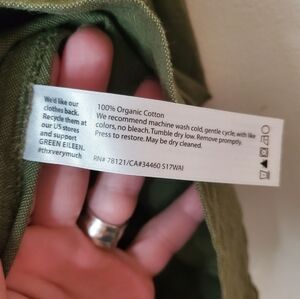 We'd like our
clothes back.
Recycle them at
our US stores
and support
GREEN EILEEN.
#thxverymuch
100% Organic Cotton
We recommend machine wash cold, gentle cycle, with like
colors, no bleach. Tumble dry low. Remove promptly.
Press to restore. May be dry cleaned.
RN# 78121/CA#34460 S17WAI